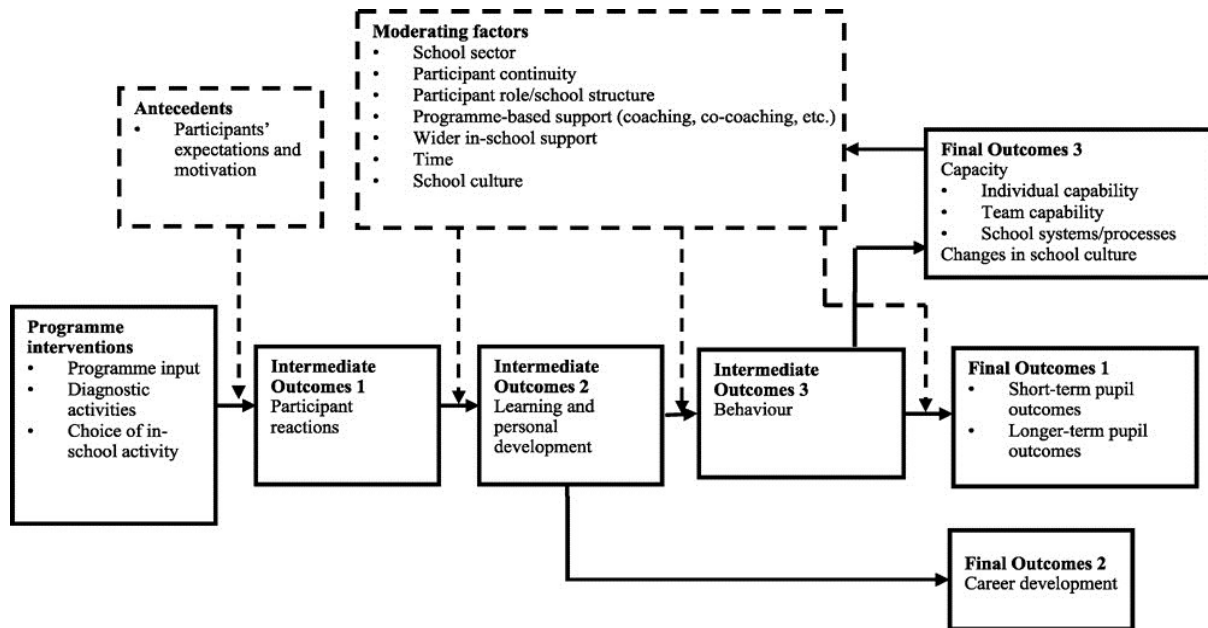 Moderating factors
• School sector
• Participant continuity
• Participant role/school structure
• Programme-based support (coaching, co-coaching, etc.)
• Wider in-school support
• Time
• School culture
Antecedents
• Participants'
expectations and
motivation
Final Outcomes 3
Capacity
• Individual capability
• Team capability
• School systems/processes
Changes in school culture
Programme
interventions
• Programme input
• Diagnostic
activities
• Choice of in-
school activity
Intermediate
Outcomes 1
Participant
reactions
Intermediate
Outcomes 2
Learning and
personal
development
Intermediate
Outcomes 3
Behaviour
Final Outcomes 1
• Short-term pupil
outcomes
• Longer-term pupil
outcomes
Final Outcomes 2
Career development